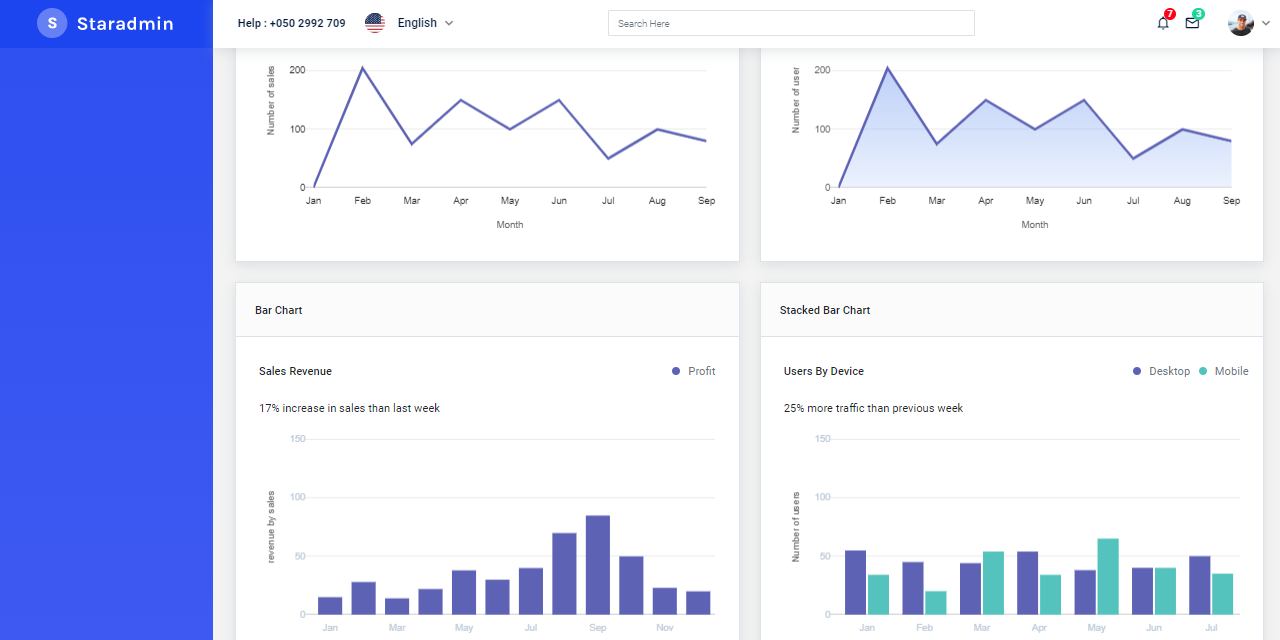 S Staradmin
Help : +050 2992 709
English
Search Here
7
3
Number of sales
200
100
0
Jan Feb Mar Apr May Jun Jul Aug Sep
Month
Number of user
200
100
0
Jan Feb Mar Apr May Jun Jul Aug Sep
Month
Bar Chart
Sales Revenue
Profit
17% increase in sales than last week
revenue by sales
150
100
50
0
Jan Mar May Jul Sep Nov
Stacked Bar Chart
Users By Device
Desktop Mobile
25% more traffic than previous week
Number of users
150
100
50
0
Jan Feb Mar Apr May Jun Jul